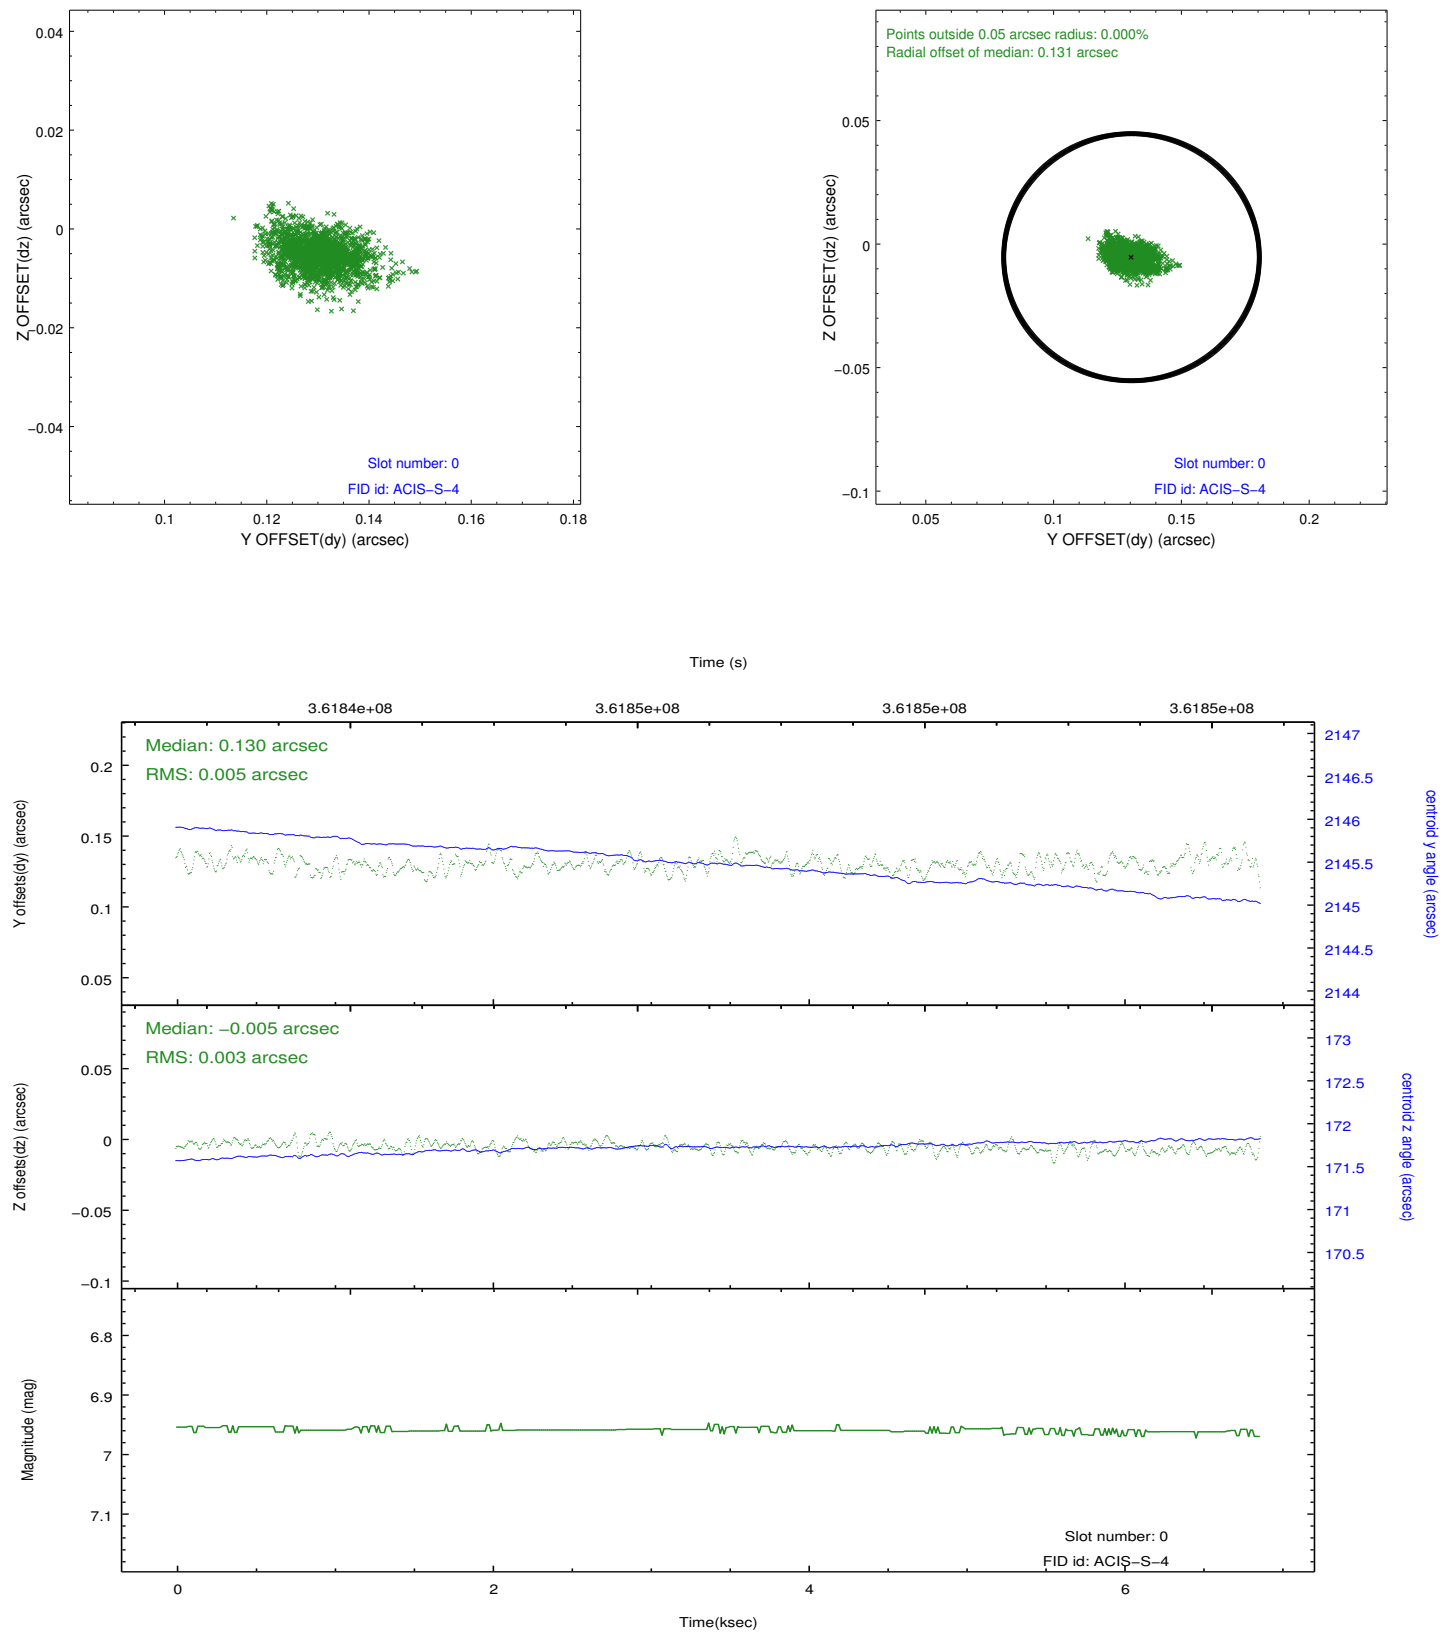 0.04
0.02
0
−0.02
−0.04
Z OFFSET(dz) (arcsec)
Slot number: 0
FID id: ACIS−S−4
0.1
0.12
0.14
0.16
0.18
Y OFFSET(dy) (arcsec)
Points outside 0.05 arcsec radius: 0.000%
Radial offset of median: 0.131 arcsec
0.05
0
−0.05
−0.1
Z OFFSET(dz) (arcsec)
Slot number: 0
FID id: ACIS−S−4
0.05
0.1
0.15
0.2
Y OFFSET(dy) (arcsec)
Time (s)
3.6184e+08
3.6185e+08
3.6185e+08
3.6185e+08
Median: 0.130 arcsec
RMS: 0.005 arcsec
0.2
0.15
0.1
0.05
Y offsets(dy) (arcsec)
2147
2146.5
2146
2145.5
2145
2144.5
2144
centroid y angle (arcsec)
Median: −0.005 arcsec
RMS: 0.003 arcsec
0.05
0
−0.05
−0.1
Z offsets(dz) (arcsec)
173
172.5
172
171.5
171
170.5
centroid z angle (arcsec)
6.8
6.9
7
7.1
Magnitude (mag)
Slot number: 0
FID id: ACIS−S−4
0
2
4
6
Time(ksec)